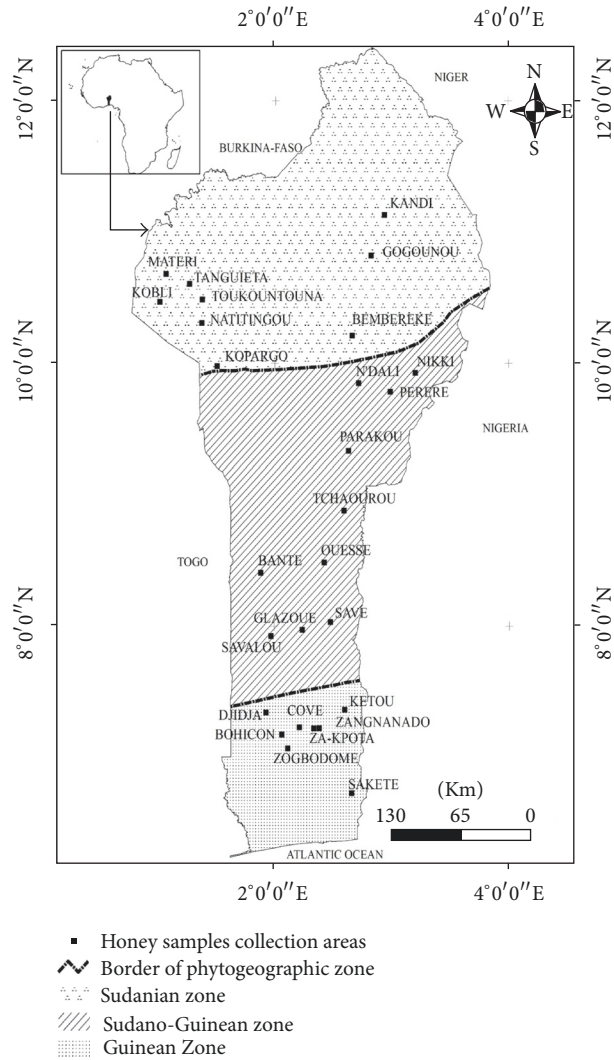 2°0′0″E 4°0′0″E
12°0′0″N
12°0′0″N
NIGER
N
W E
S
BURKINA-FASO
KANDI
GOGOUNOU
MATERI
TANGUIETA
KOBLI
TOUKOUNTOUNA
NATITINGOU
BEMBEREKE
10°0′0″N
10°0′0″N
KOPARGO
N'DALI
NIKKI
PERERE
NIGERIA
PARAKOU
TCHAOUROU
TOGO
BANTE
OUESSE
8°0′0″N
8°0′0″N
GLAZOUE
SAVE
SAVALOU
KETOU
DJIDJA
COVE
ZANGNANADO
BOHICON
ZA-KPOTA
ZOGBODOME
SAKETE
(Km)
130 65 0
ATLANTIC OCEAN
2°0′0″E 4°0′0″E
Honey samples collection areas
Border of phytogeographic zone
Sudanian zone
Sudano-Guinean zone
Guinean Zone